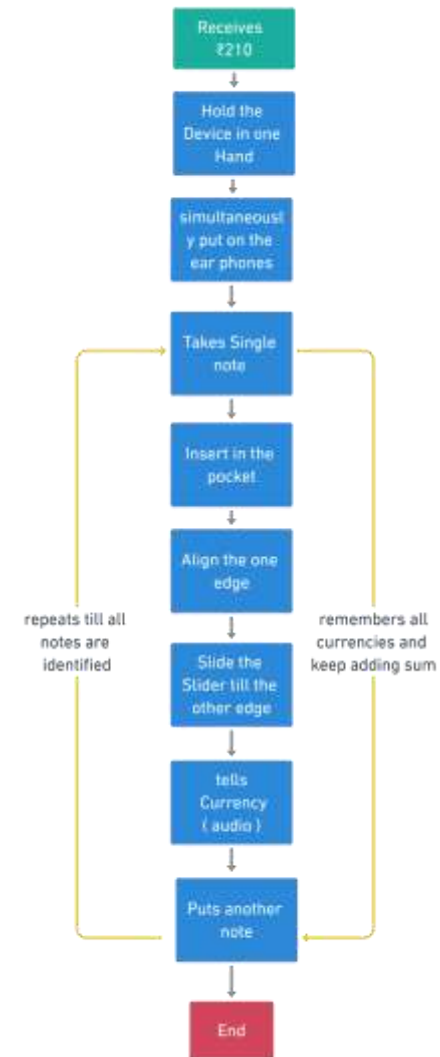 Receives
₹210
Hold the
Device in one
Hand
simultaneousl
y put on the
ear phones
Takes Single
note
Insert in the
pocket
Align the one
edge
repeats till all
notes are
identified
remembers all
currencies and
keep adding sum
Slide the
Slider till the
other edge
tells
Currency
( audio )
Puts another
note
End